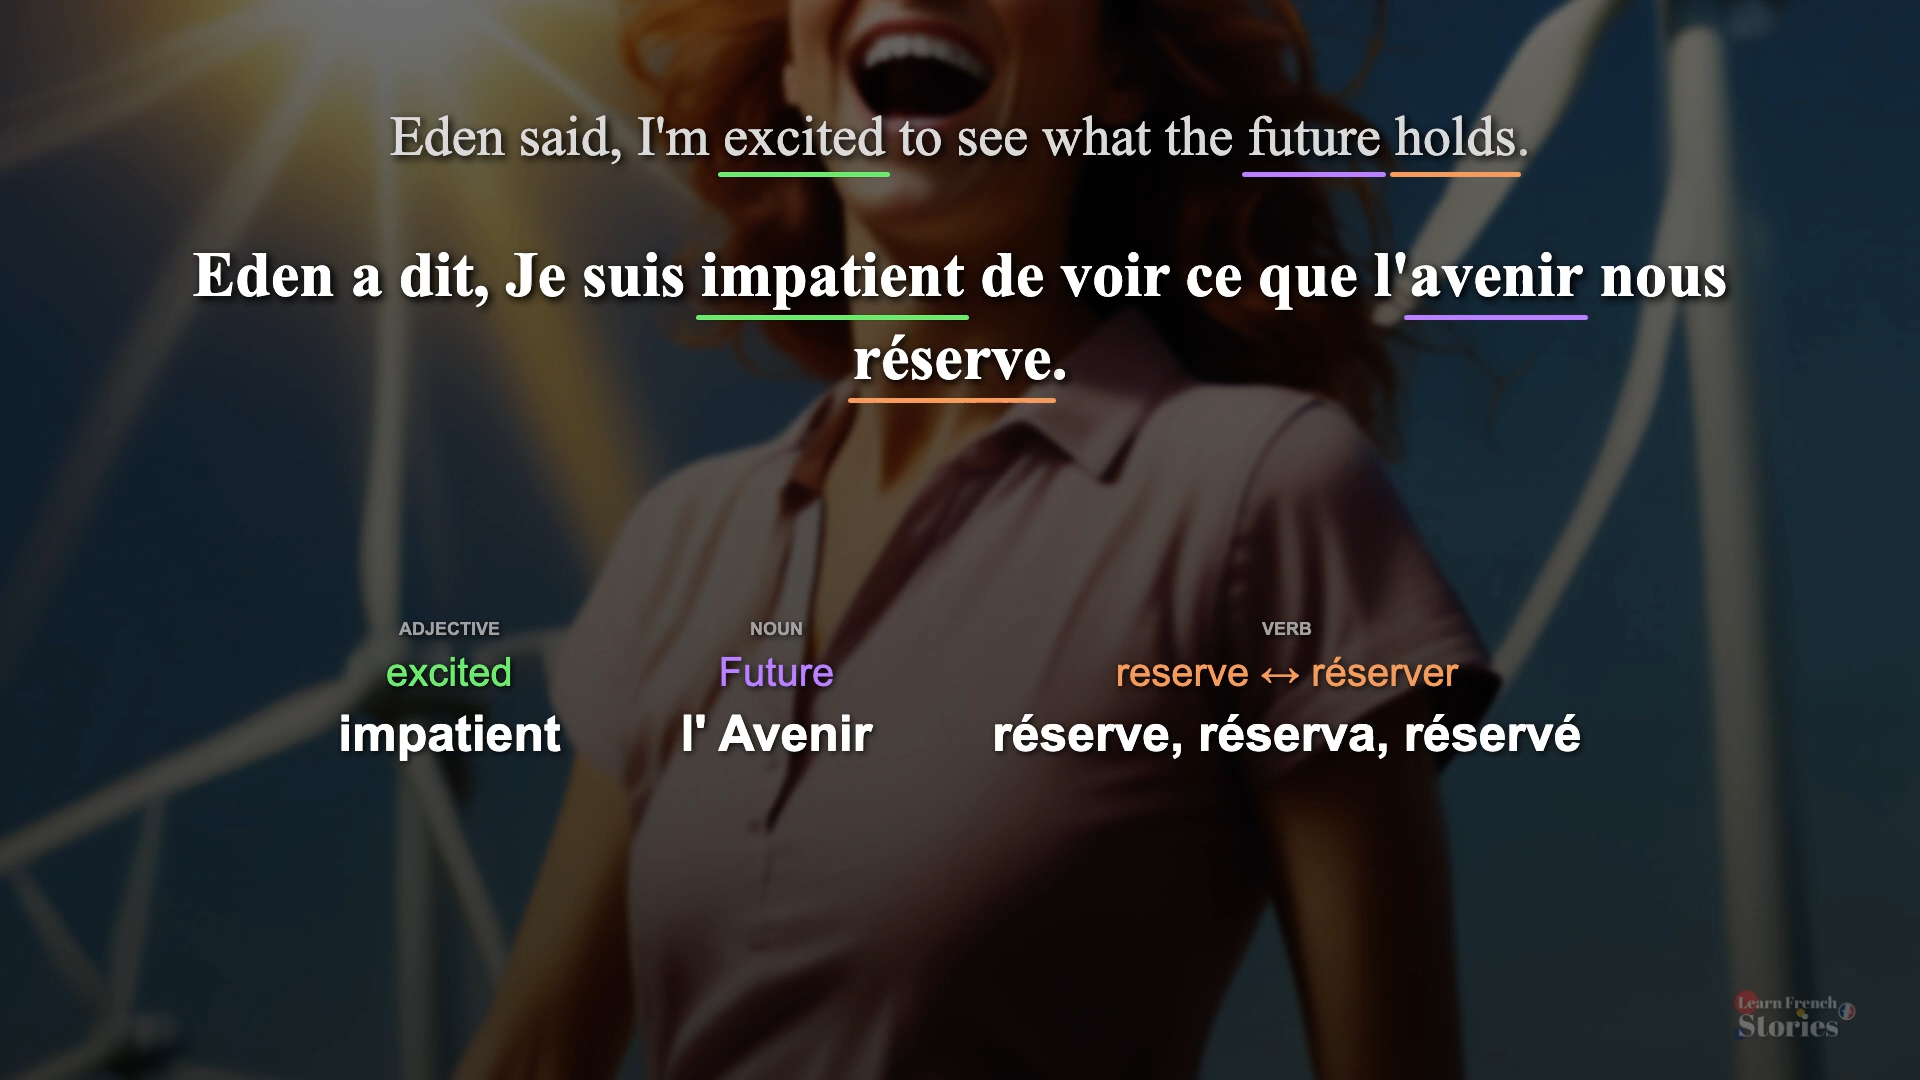 Eden said, I'm excited to see what the future holds.
Eden a dit, Je suis impatient de voir ce que l'avenir nous
réserve.
ADJECTIVE
excited
impatient
NOUN
Future
l' Avenir
VERB
reserve ↔ réserver
réserve, réserva, réservé
Learn French
Stories